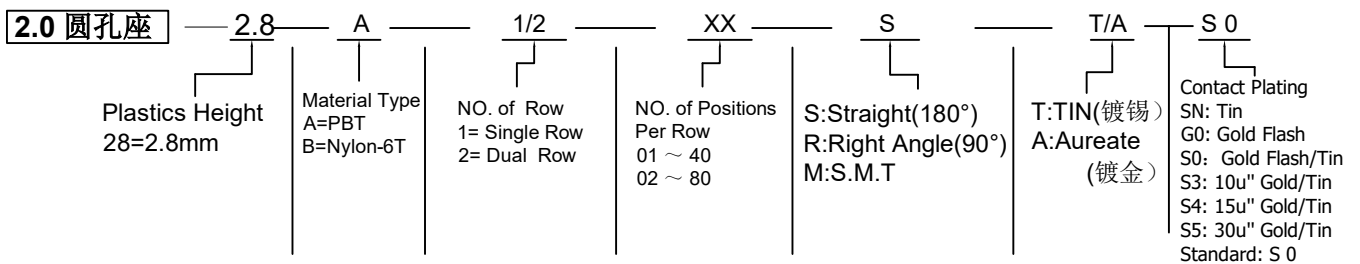 2.0 圆孔座 2.8 A 1/2 XX S T/A S 0
Plastics Height
28=2.8mm
Material Type
A=PBT
B=Nylon-6T
NO. of Row
1= Single Row
2= Dual Row
NO. of Positions
Per Row
01 ~ 40
02 ~ 80
S:Straight(180°)
R:Right Angle(90°)
M:S.M.T
T:TIN(镀锡）
A:Aureate
(镀金）
Contact Plating
SN: Tin
G0: Gold Flash
S0：Gold Flash/Tin
S3: 10u" Gold/Tin
S4: 15u" Gold/Tin
S5: 30u" Gold/Tin
Standard: S 0